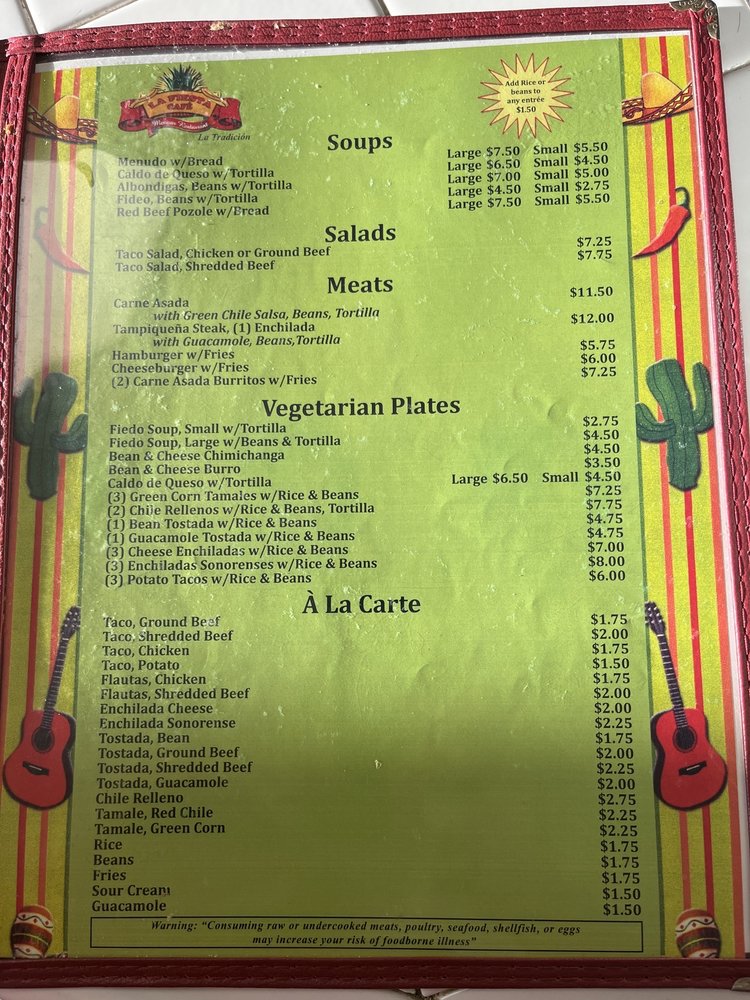 LA FIESTA
CAFÉ
Mexican Restaurant
La Tradición
Add Rice or
beans to
any entrée
$1.50
Soups
Menudo w/Bread Large $7.50 Small $5.50
Caldo de Queso w/Tortilla Large $6.50 Small $4.50
Albondigas, Beans w/Tortilla Large $7.00 Small $5.00
Fideo, Beans w/Tortilla Large $4.50 Small $2.75
Red Beef Pozole w/Bread Large $7.50 Small $5.50
Salads
Taco Salad, Chicken or Ground Beef $7.25
Taco Salad, Shredded Beef $7.75
Meats
Carne Asada $11.50
with Green Chile Salsa, Beans, Tortilla
Tampiqueña Steak, (1) Enchilada $12.00
with Guacamole, Beans,Tortilla
Hamburger w/Fries $5.75
Cheeseburger w/Fries $6.00
(2) Carne Asada Burritos w/Fries $7.25
Vegetarian Plates
Fiedo Soup, Small w/Tortilla $2.75
Fiedo Soup, Large w/Beans & Tortilla $4.50
Bean & Cheese Chimichanga $4.50
Bean & Cheese Burro $3.50
Caldo de Queso w/Tortilla Large $6.50 Small $4.50
(3) Green Corn Tamales w/Rice & Beans $7.25
(2) Chile Rellenos w/Rice & Beans, Tortilla $7.75
(1) Bean Tostada w/Rice & Beans $4.75
(1) Guacamole Tostada w/Rice & Beans $4.75
(3) Cheese Enchiladas w/Rice & Beans $7.00
(3) Enchiladas Sonorenses w/Rice & Beans $8.00
(3) Potato Tacos w/Rice & Beans $6.00
À La Carte
Taco, Ground Beef $1.75
Taco, Shredded Beef $2.00
Taco, Chicken $1.75
Taco, Potato $1.50
Flautas, Chicken $1.75
Flautas, Shredded Beef $2.00
Enchilada Cheese $2.00
Enchilada Sonorense $2.25
Tostada, Bean $1.75
Tostada, Ground Beef $2.00
Tostada, Shredded Beef $2.25
Tostada, Guacamole $2.00
Chile Relleno $2.75
Tamale, Red Chile $2.25
Tamale, Green Corn $2.25
Rice $1.75
Beans $1.75
Fries $1.75
Sour Cream $1.50
Guacamole $1.50
Warning: “Consuming raw or undercooked meats, poultry, seafood, shellfish, or eggs
may increase your risk of foodborne illness”